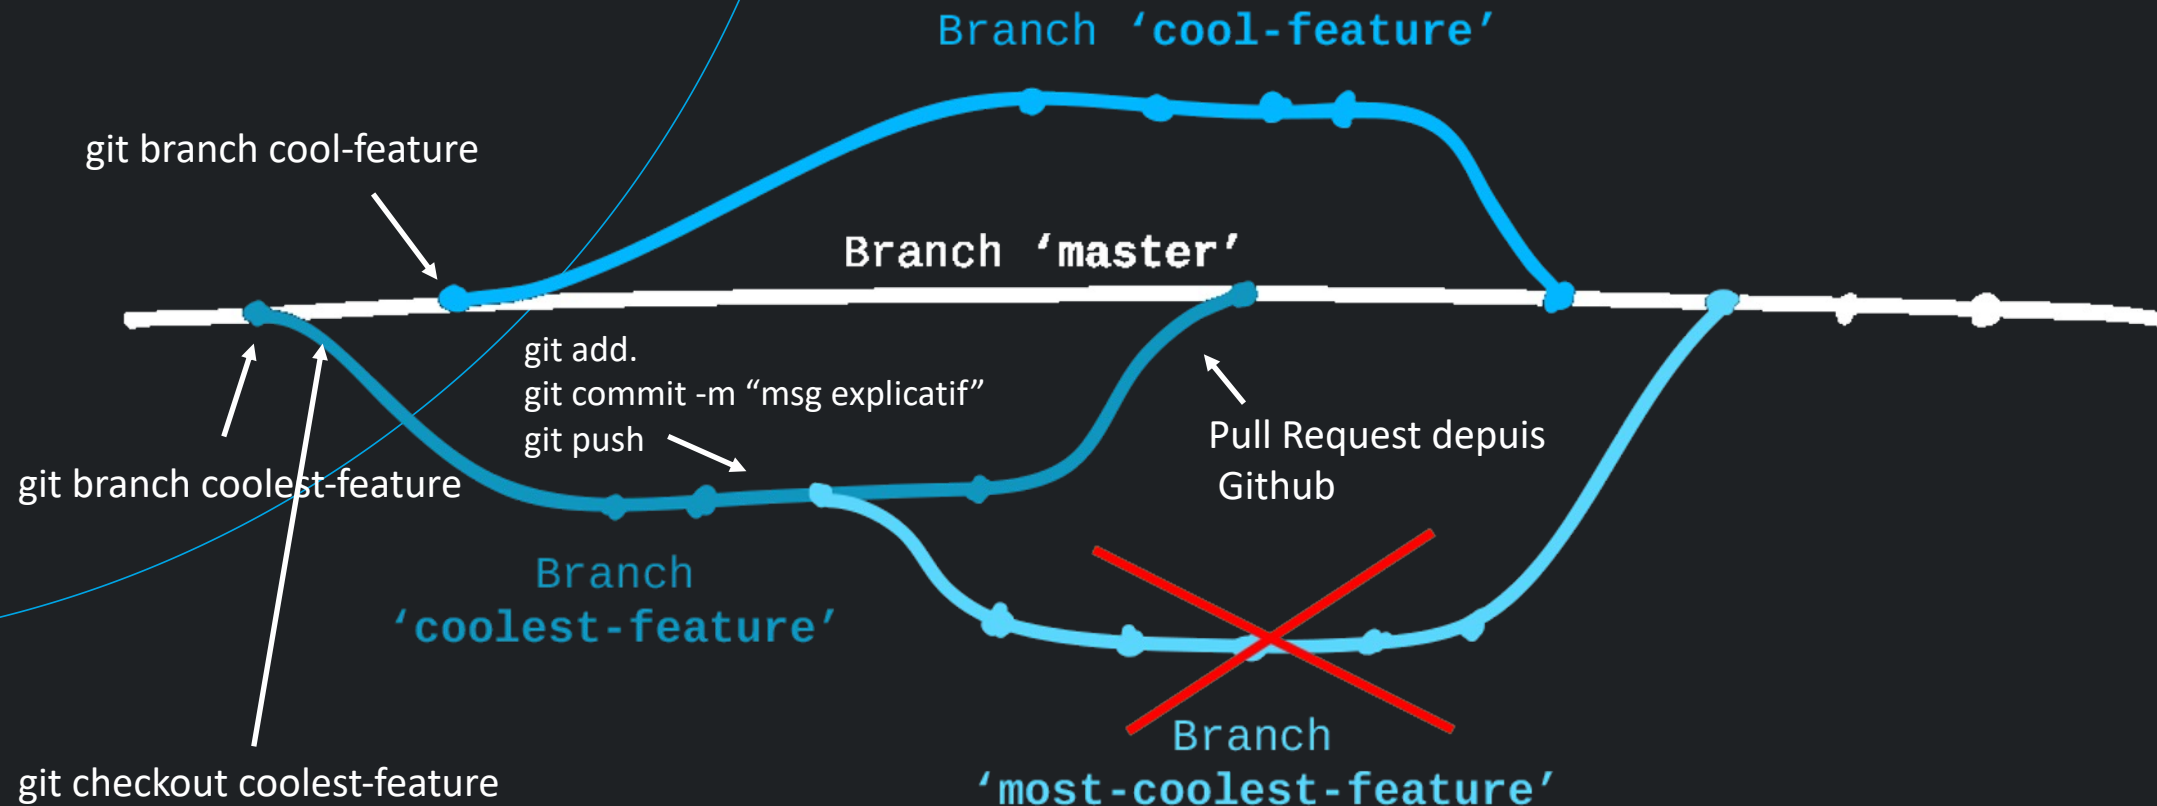 Branch ‘cool-feature’
git branch cool-feature
Branch ‘master’
git add.
git commit -m “msg explicatif”
git push
Pull Request depuis
Github
git branch coolest-feature
Branch
‘coolest-feature’
Branch
‘most-coolest-feature’
git checkout coolest-feature